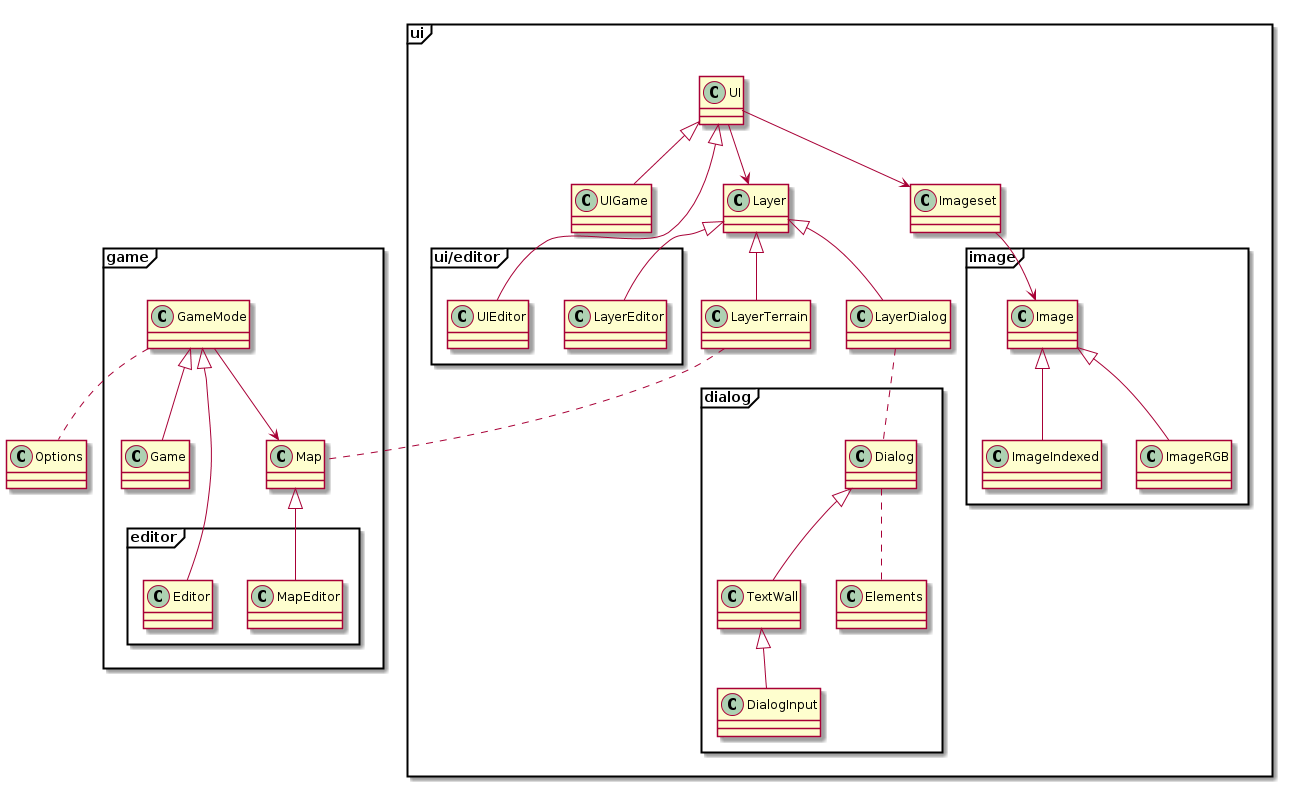 ui
C UI
C UIGame
C Layer
C Imageset
game
ui/editor
image
C GameMode
C UIEditor
C LayerEditor
C LayerTerrain
C LayerDialog
C Image
dialog
C Options
C Game
C Map
C Dialog
C ImageIndexed
C ImageRGB
editor
C Editor
C MapEditor
C TextWall
C Elements
C DialogInput